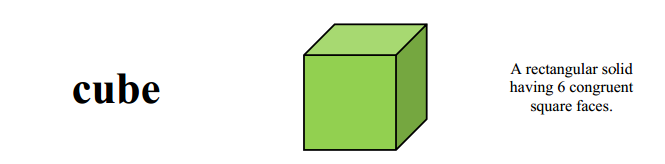 cube
A rectangular solid
having 6 congruent
square faces.